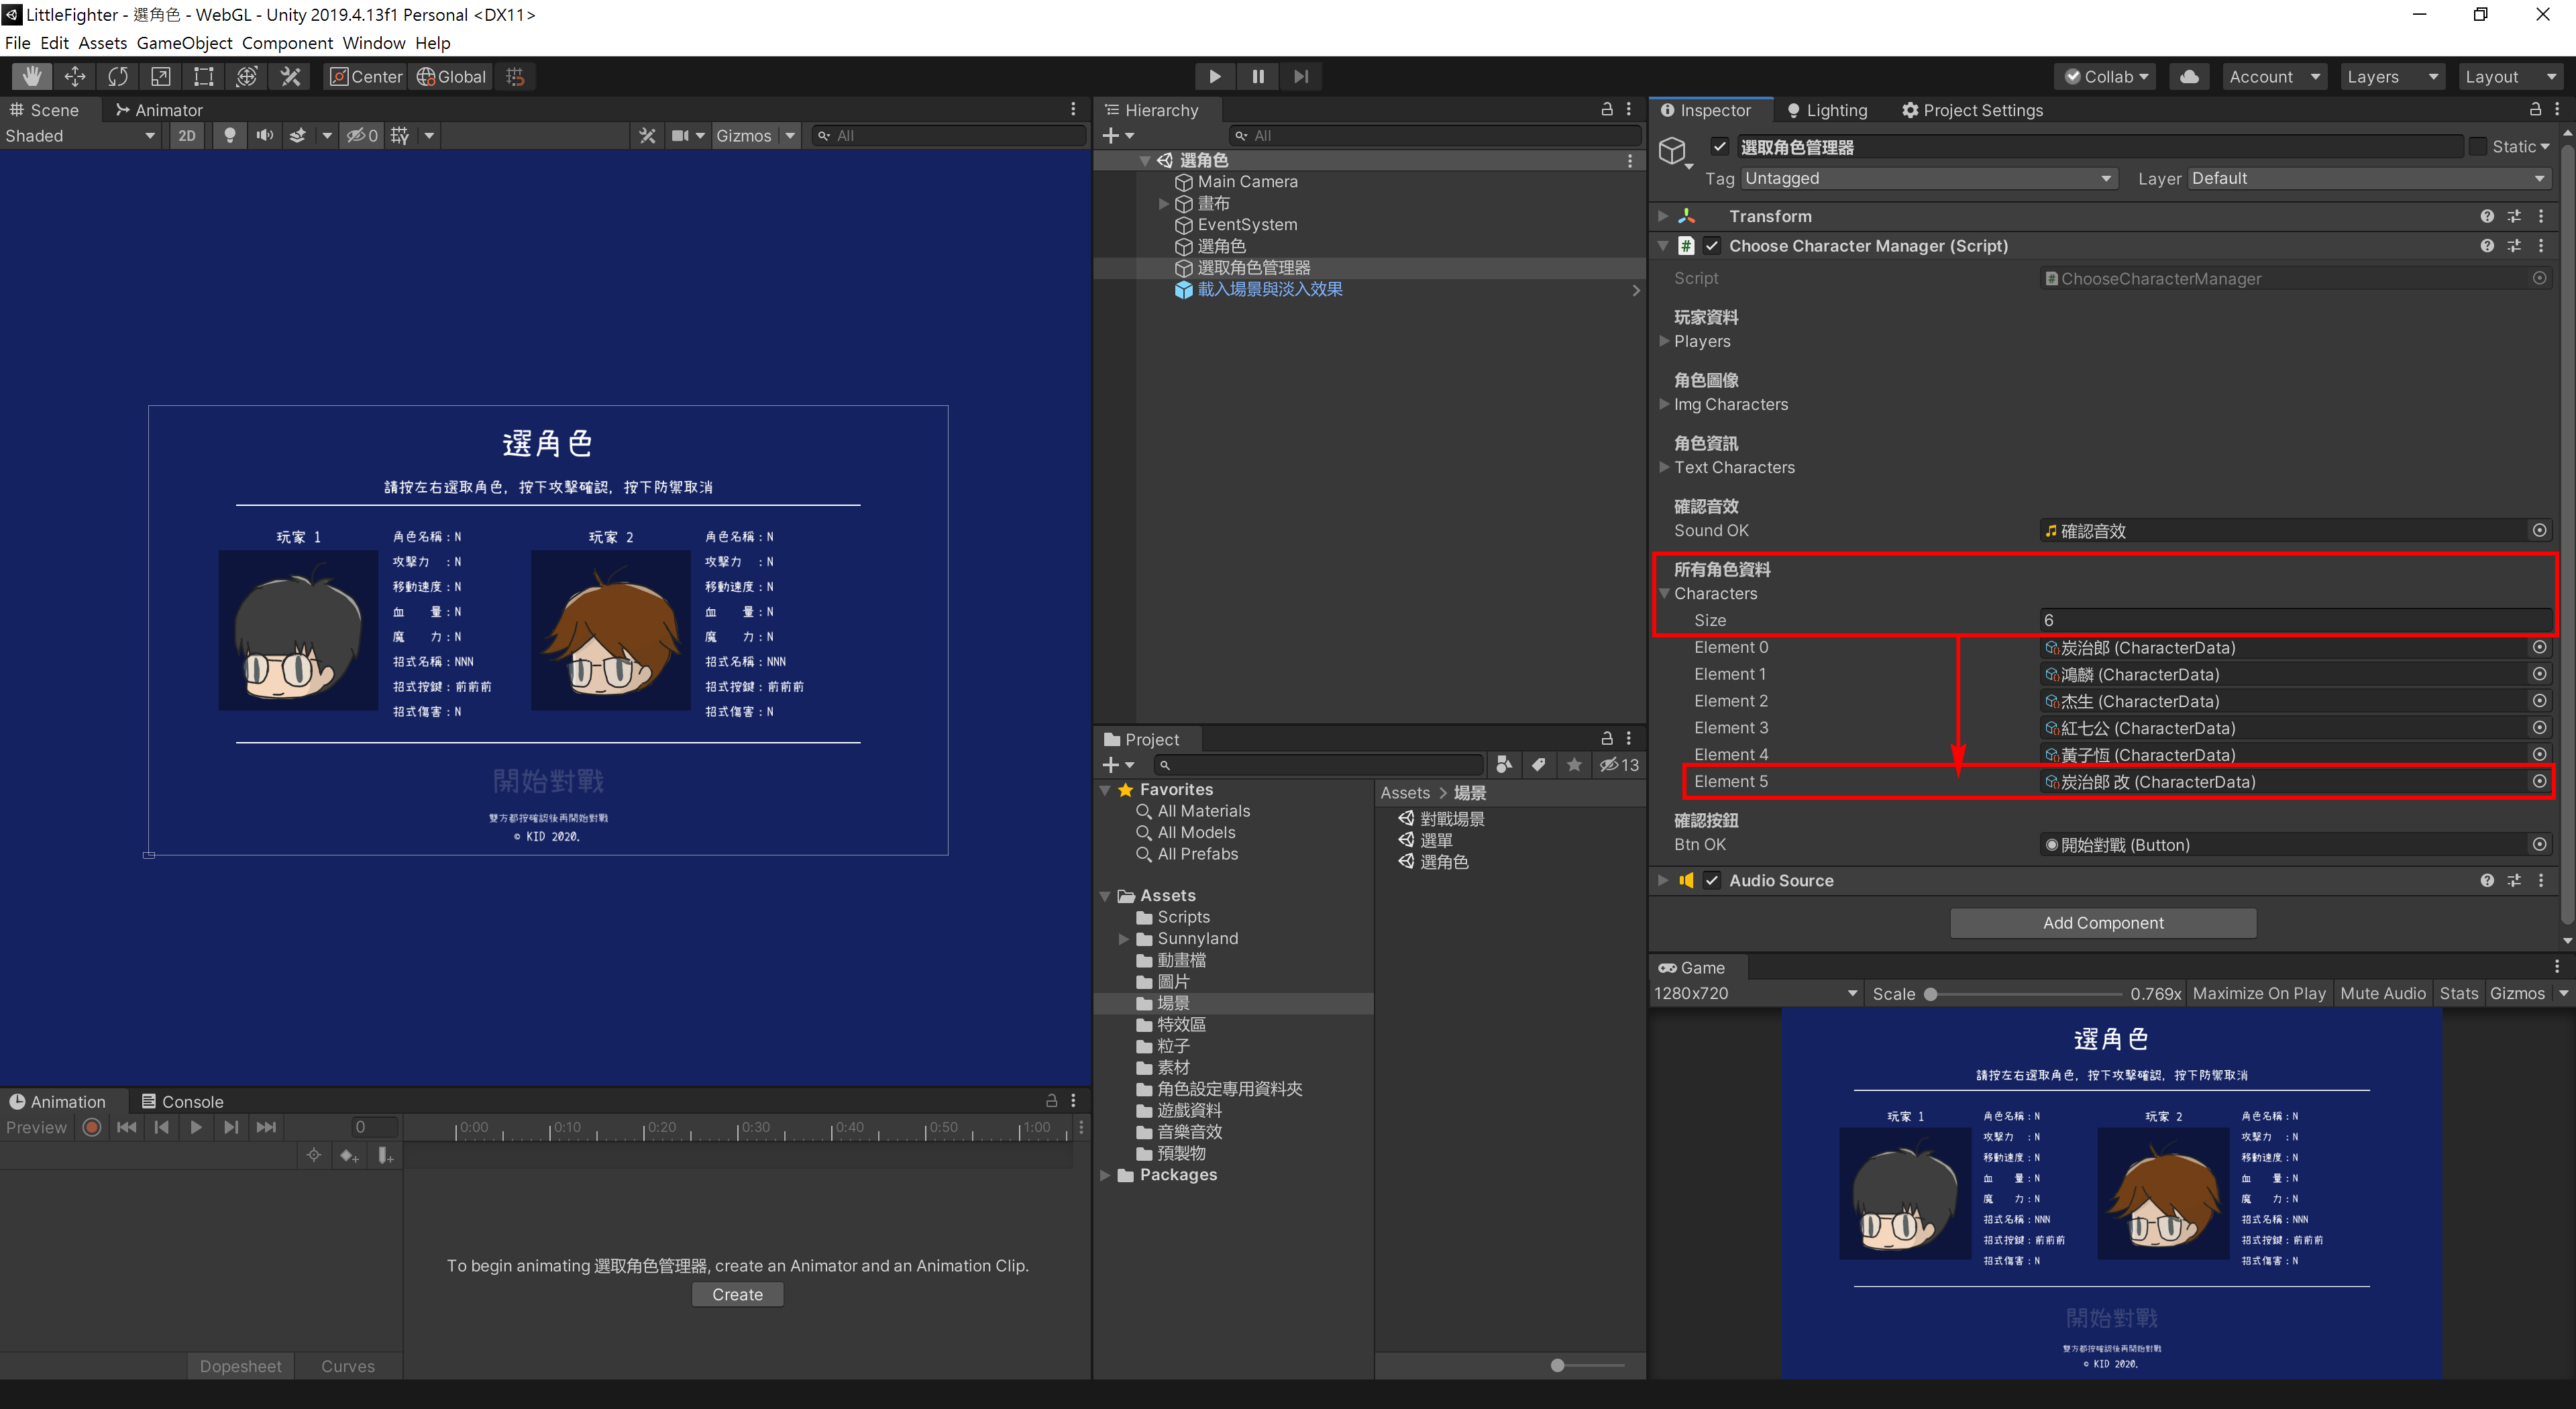 LittleFighter - 選角色 - WebGL - Unity 2019.4.13f1 Personal <DX11>
File Edit Assets GameObject Component Window Help
Center Global
Collab Account Layers Layout
Scene Animator
Shaded 2D 0 Gizmos All
選角色
請按左右選取角色, 按下攻擊確認, 按下防禦取消
玩家 1
角色名稱:N
攻擊力 :N
移動速度:N
血 量:N
魔 力:N
招式名稱:NNN
招式按鍵:前前前
招式傷害:N
玩家 2
角色名稱:N
攻擊力 :N
移動速度:N
血 量:N
魔 力:N
招式名稱:NNN
招式按鍵:前前前
招式傷害:N
開始對戰
雙方都按確認後再開始對戰
© KID 2020.
Animation Console
Preview 0 0:00 0:10 0:20 0:30 0:40 0:50 1:00
To begin animating 選取角色管理器, create an Animator and an Animation Clip.
Create
Dopesheet Curves
Hierarchy
All
選角色
Main Camera
畫布
EventSystem
選角色
選取角色管理器
載入場景與淡入效果
Project
13
Favorites
All Materials
All Models
All Prefabs
Assets
Scripts
Sunnyland
動畫檔
圖片
場景
特效區
粒子
素材
角色設定專用資料夾
遊戲資料
音樂音效
預製物
Packages
Assets > 場景
對戰場景
選單
選角色
Inspector Lighting Project Settings
選取角色管理器 Static
Tag Untagged Layer Default
Transform
Choose Character Manager (Script)
Script ChooseCharacterManager
玩家資料
Players
角色圖像
Img Characters
角色資訊
Text Characters
確認音效
Sound OK 確認音效
所有角色資料
Characters
Size 6
Element 0 炭治郎 (CharacterData)
Element 1 鴻麟 (CharacterData)
Element 2 杰生 (CharacterData)
Element 3 紅七公 (CharacterData)
Element 4 黃子恆 (CharacterData)
Element 5 炭治郎 改 (CharacterData)
確認按鈕
Btn OK 開始對戰 (Button)
Audio Source
Add Component
Game
1280x720 Scale 0.769x Maximize On Play Mute Audio Stats Gizmos
選角色
請按左右選取角色, 按下攻擊確認, 按下防禦取消
玩家 1
角色名稱:N
攻擊力 :N
移動速度:N
血 量:N
魔 力:N
招式名稱:NNN
招式按鍵:前前前
招式傷害:N
玩家 2
角色名稱:N
攻擊力 :N
移動速度:N
血 量:N
魔 力:N
招式名稱:NNN
招式按鍵:前前前
招式傷害:N
開始對戰
雙方都按確認後再開始對戰
© KID 2020.